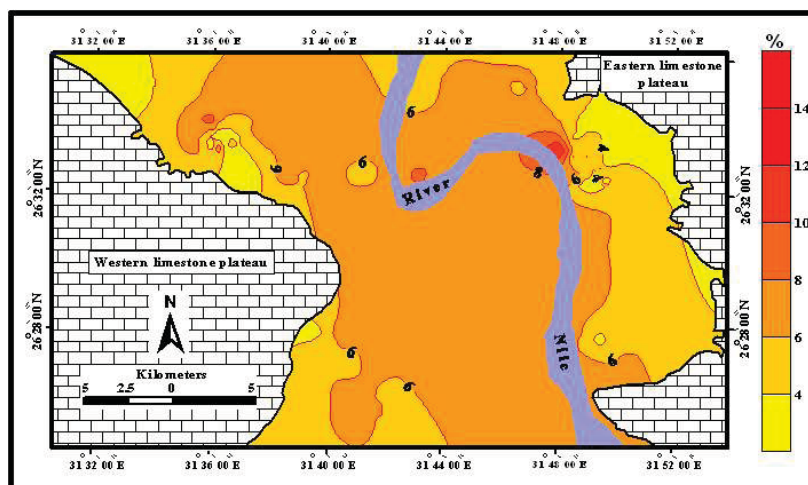 31 32 00 E 31 36 00 E 31 40 00 E 31 44 00 E 31 48 00 E 31 52 00 E
%
Eastern limestone
plateau
14
12
10
8
6
4
6
4
6
4
6
8
6
River
26 32 00 N
26 32 00 N
Western limestone plateau
N
Nile
26 28 00 N
26 28 00 N
6
6
6
Kilometers
5 2.5 0 5
31 32 00 E 31 36 00 E 31 40 00 E 31 44 00 E 31 48 00 E 31 52 00 E